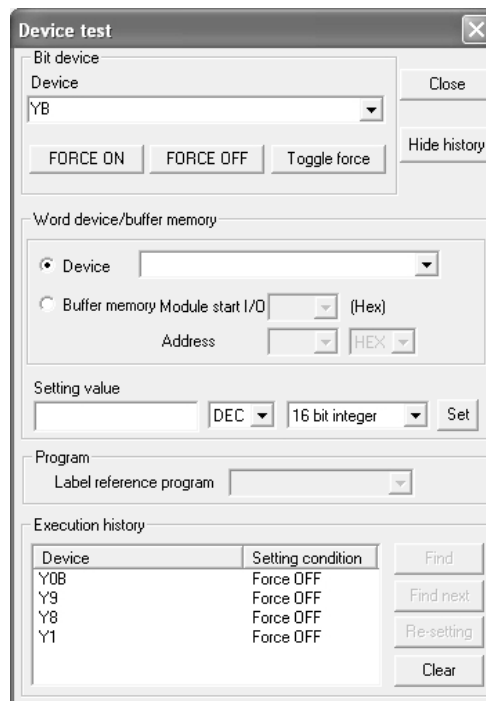 Device test
Bit device
Device
Close
YB
FORCE ON FORCE OFF Toggle force
Hide history
Word device/buffer memory
Device
Buffer memory Module start I/O (Hex)
Address HEX
Setting value
DEC 16 bit integer Set
Program
Label reference program
Execution history
Device Setting condition
Find
Y0B Force OFF
Y9 Force OFF
Find next
Y8 Force OFF
Y1 Force OFF
Re-setting
Clear